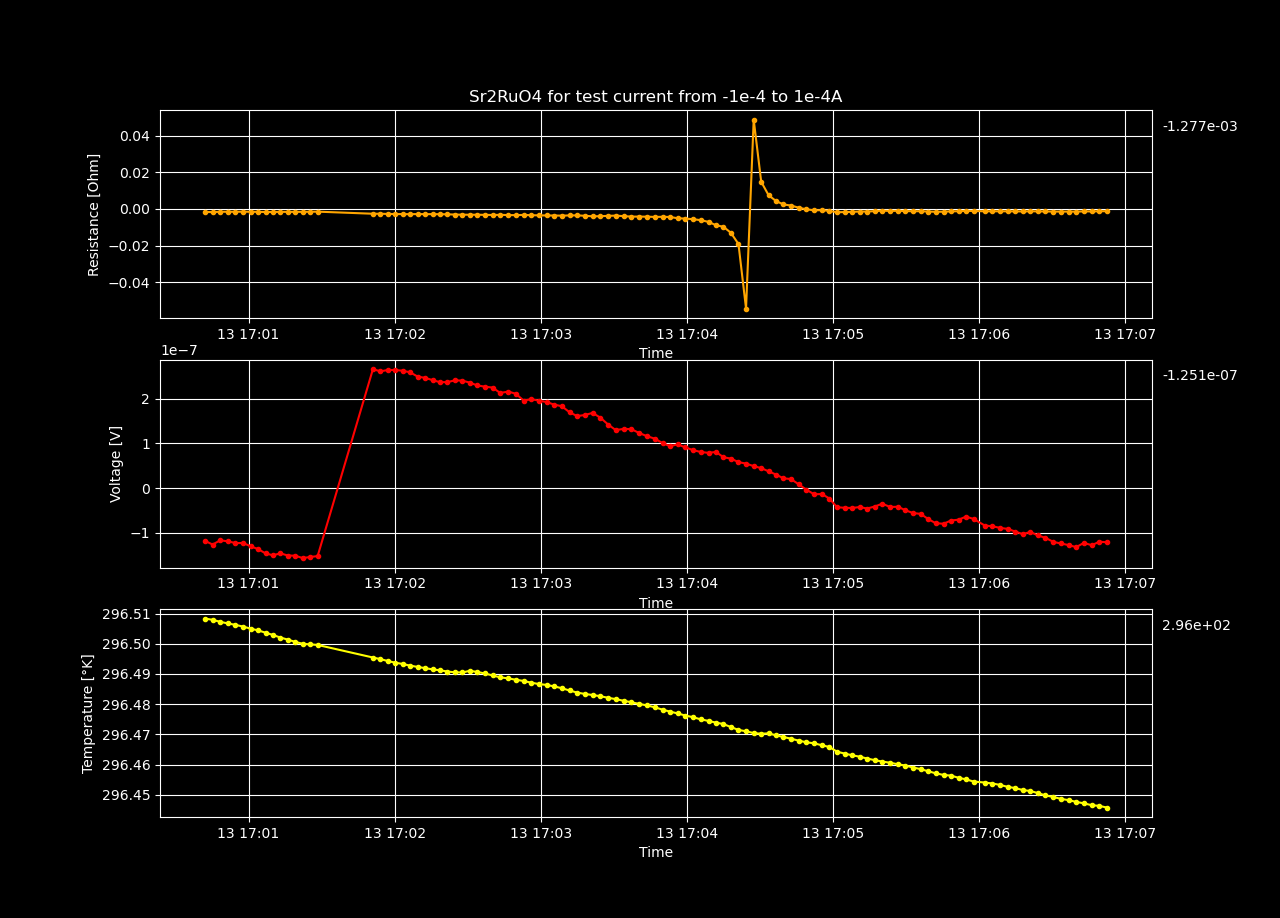 Sr2RuO4 for test current from -1e-4 to 1e-4A
-1.277e-03
Resistance [Ohm]
0.04
0.02
0.00
−0.02
−0.04
13 17:01 13 17:02 13 17:03 13 17:04 13 17:05 13 17:06 13 17:07
Time
1e−7
-1.251e-07
Voltage [V]
2
1
0
−1
13 17:01 13 17:02 13 17:03 13 17:04 13 17:05 13 17:06 13 17:07
Time
2.96e+02
Temperature [°K]
296.51
296.50
296.49
296.48
296.47
296.46
296.45
13 17:01 13 17:02 13 17:03 13 17:04 13 17:05 13 17:06 13 17:07
Time